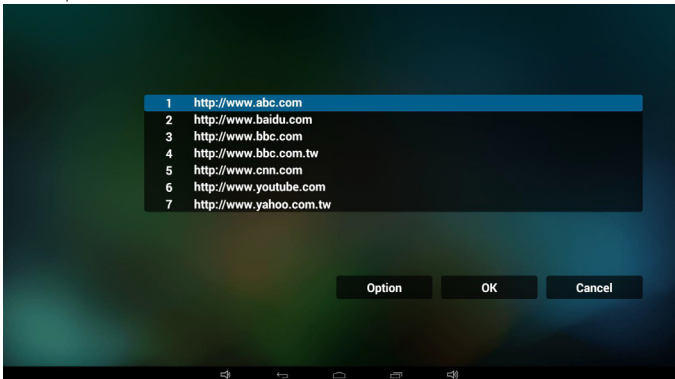 1 http://www.abc.com
2 http://www.baidu.com
3 http://www.bbc.com
4 http://www.bbc.com.tw
5 http://www.cnn.com
6 http://www.youtube.com
7 http://www.yahoo.com.tw
Option OK Cancel